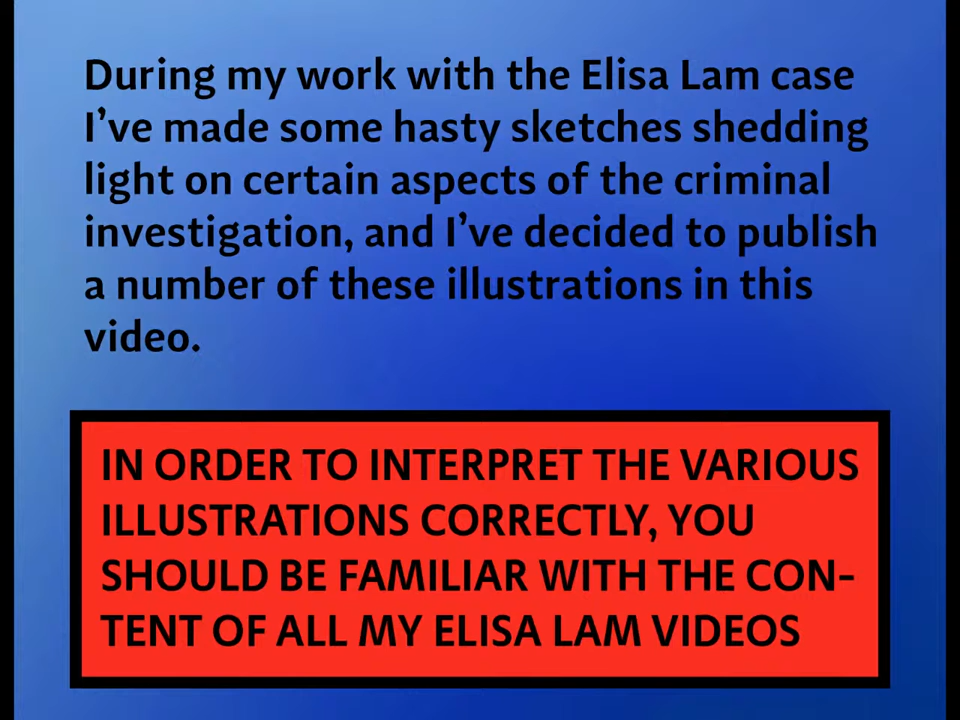 During my work with the Elisa Lam case
I’ve made some hasty sketches shedding
light on certain aspects of the criminal
investigation, and I’ve decided to publish
a number of these illustrations in this
video.
IN ORDER TO INTERPRET THE VARIOUS
ILLUSTRATIONS CORRECTLY, YOU
SHOULD BE FAMILIAR WITH THE CON-
TENT OF ALL MY ELISA LAM VIDEOS